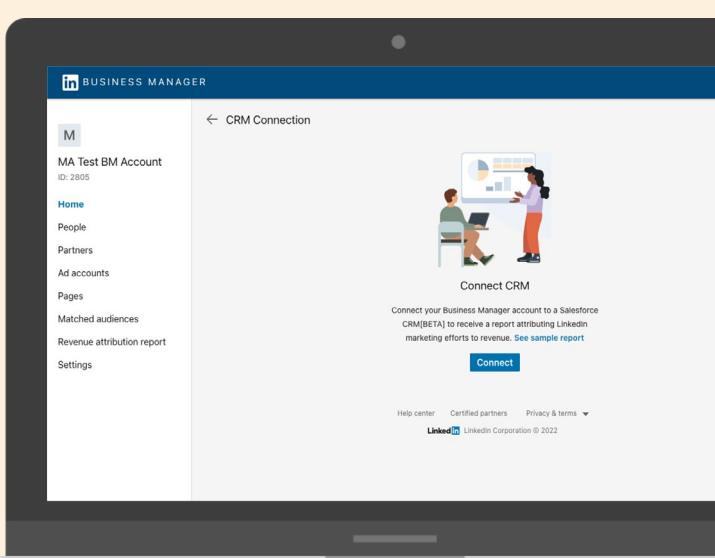 in BUSINESS MANAGER
← CRM Connection
M
MA Test BM Account
ID: 2805
Home
People
Partners
Ad accounts
Pages
Matched audiences
Revenue attribution report
Settings
Connect CRM
Connect your Business Manager account to a Salesforce
CRM[BETA] to receive a report attributing LinkedIn
marketing efforts to revenue. See sample report
Connect
Help center Certified partners Privacy & terms
Linked in LinkedIn Corporation © 2022